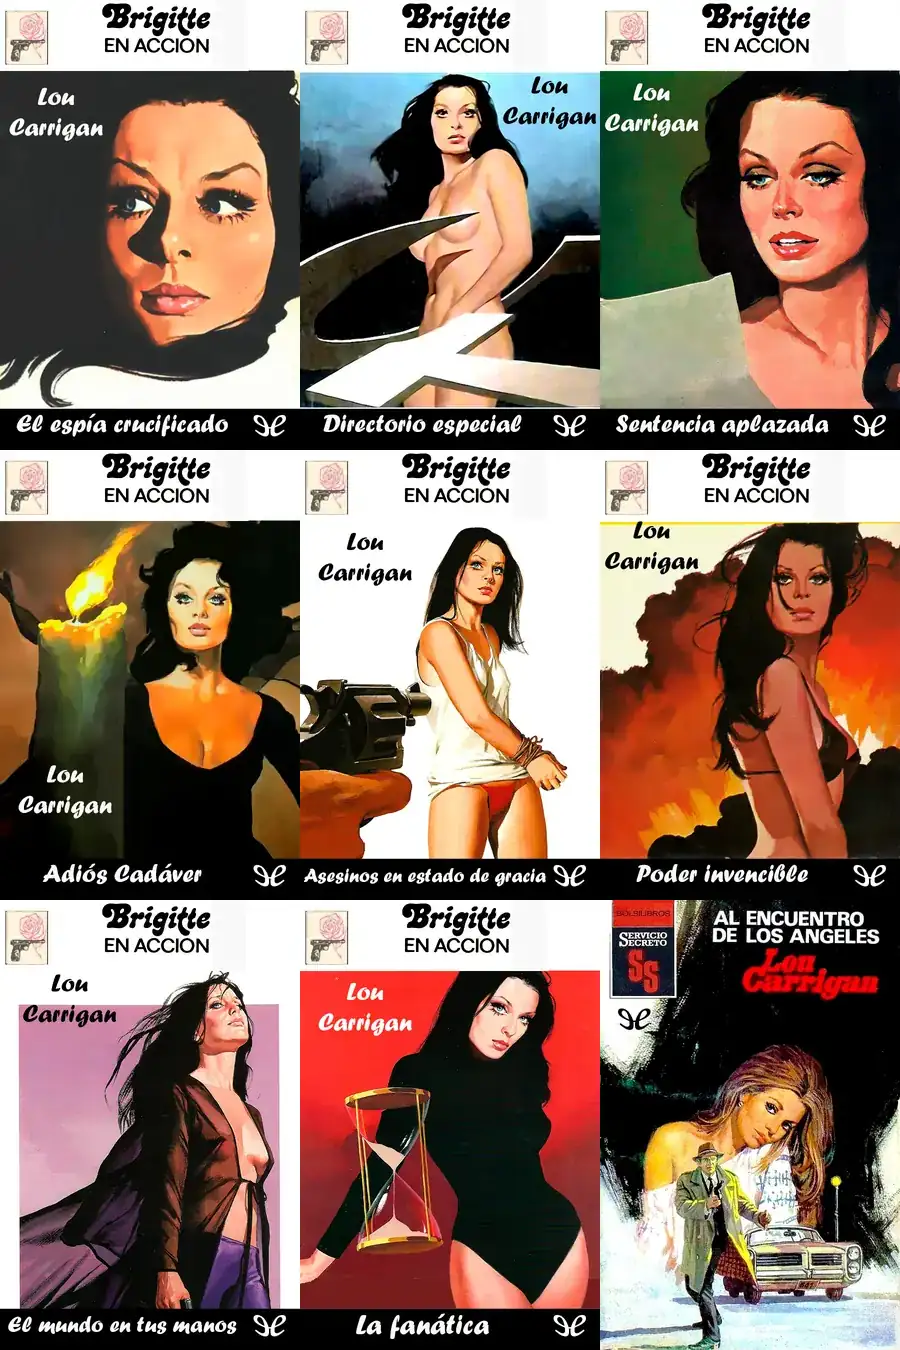 Brigitte
EN ACCION
Lou
Carrigan
El espía crucificado
Brigitte
EN ACCION
Lou
Carrigan
Directorio especial
Brigitte
EN ACCION
Lou
Carrigan
Sentencia aplazada
Brigitte
EN ACCION
Lou
Carrigan
Adiós Cadáver
Brigitte
EN ACCION
Lou
Carrigan
Asesinos en estado de gracia
Brigitte
EN ACCION
Lou
Carrigan
Poder invencible
Brigitte
EN ACCION
Lou
Carrigan
El mundo en tus manos
Brigitte
EN ACCION
Lou
Carrigan
La fanática
BOLSILIBROS
SERVICIO
SECRETO
SS
AL ENCUENTRO
DE LOS ANGELES
Lou
Carrigan